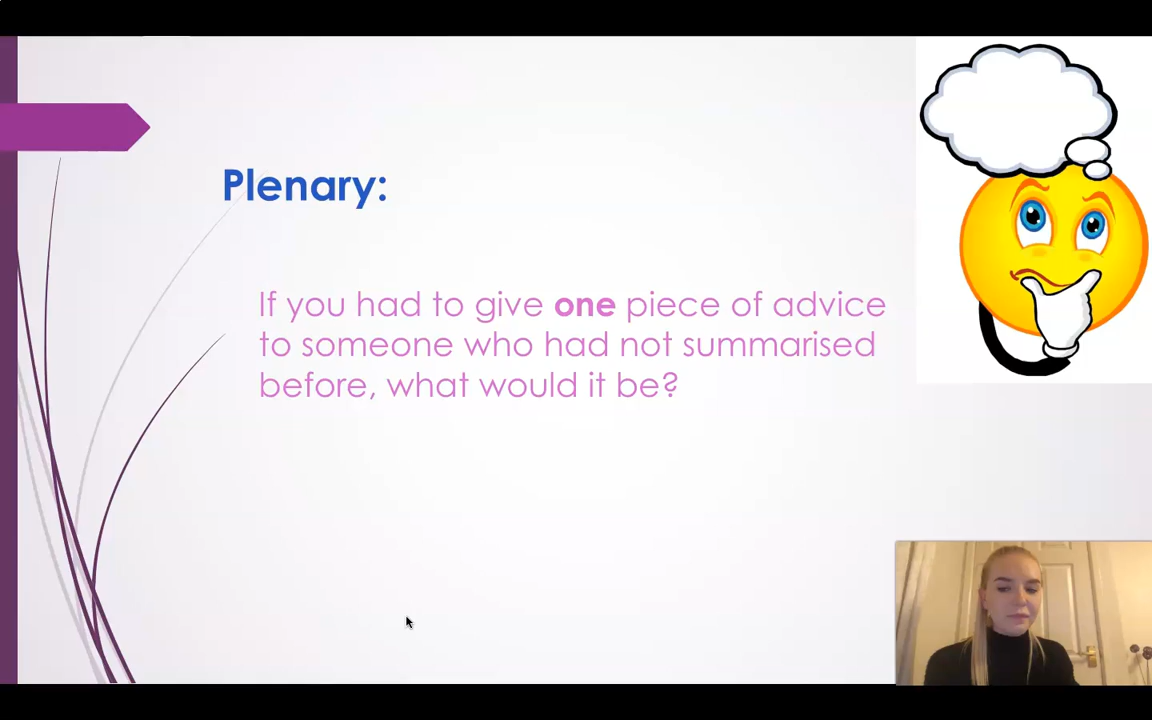 Plenary:
If you had to give one piece of advice
to someone who had not summarised
before, what would it be?